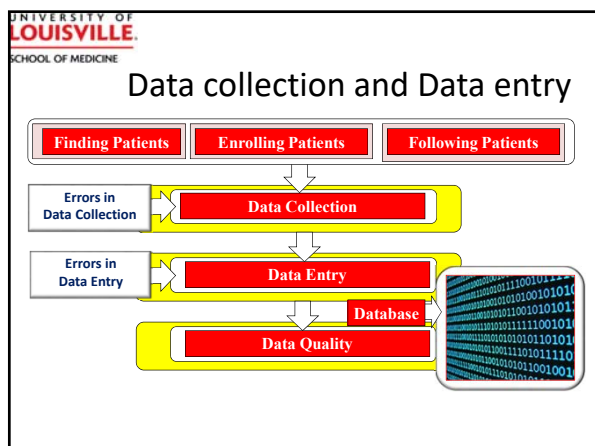 UNIVERSITY OF
LOUISVILLE.
SCHOOL OF MEDICINE
Data collection and Data entry
Finding Patients
Enrolling Patients
Following Patients
Errors in
Data Collection
Data Collection
Errors in
Data Entry
Data Entry
Database
Data Quality